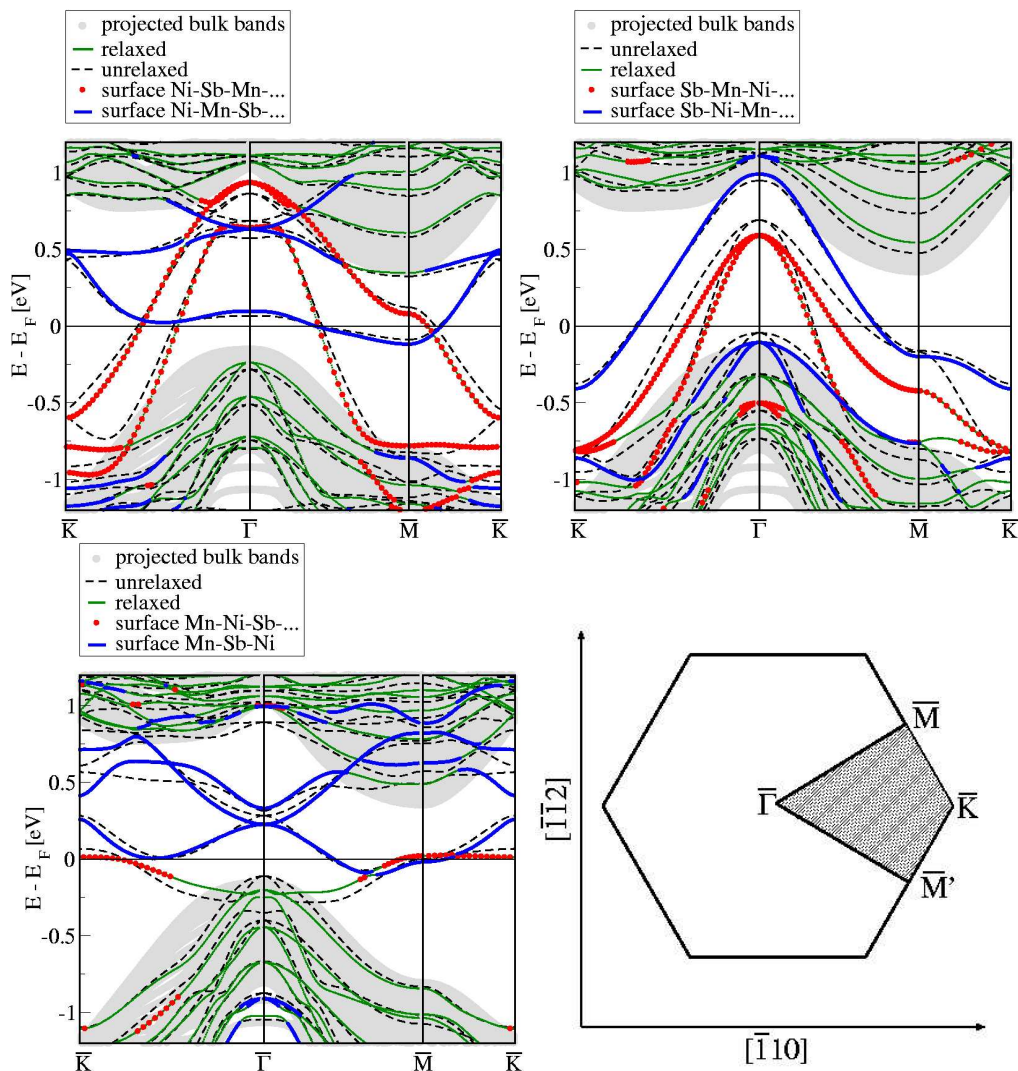 projected bulk bands
relaxed
unrelaxed
surface Ni-Sb-Mn-...
surface Ni-Mn-Sb-...
E - E_F [eV]
1
0.5
0
-0.5
-1
K̅ Γ̅ M̅ K̅
projected bulk bands
unrelaxed
relaxed
surface Sb-Mn-Ni-...
surface Sb-Ni-Mn-...
E - E_F [eV]
1
0.5
0
-0.5
-1
K̅ Γ̅ M̅ K̅
projected bulk bands
unrelaxed
relaxed
surface Mn-Ni-Sb-...
surface Mn-Sb-Ni
E - E_F [eV]
1
0.5
0
-0.5
-1
K̅ Γ̅ M̅ K̅
M̅
Γ̅
K̅
M̅'
[1̅1̅2]
[1̅10]